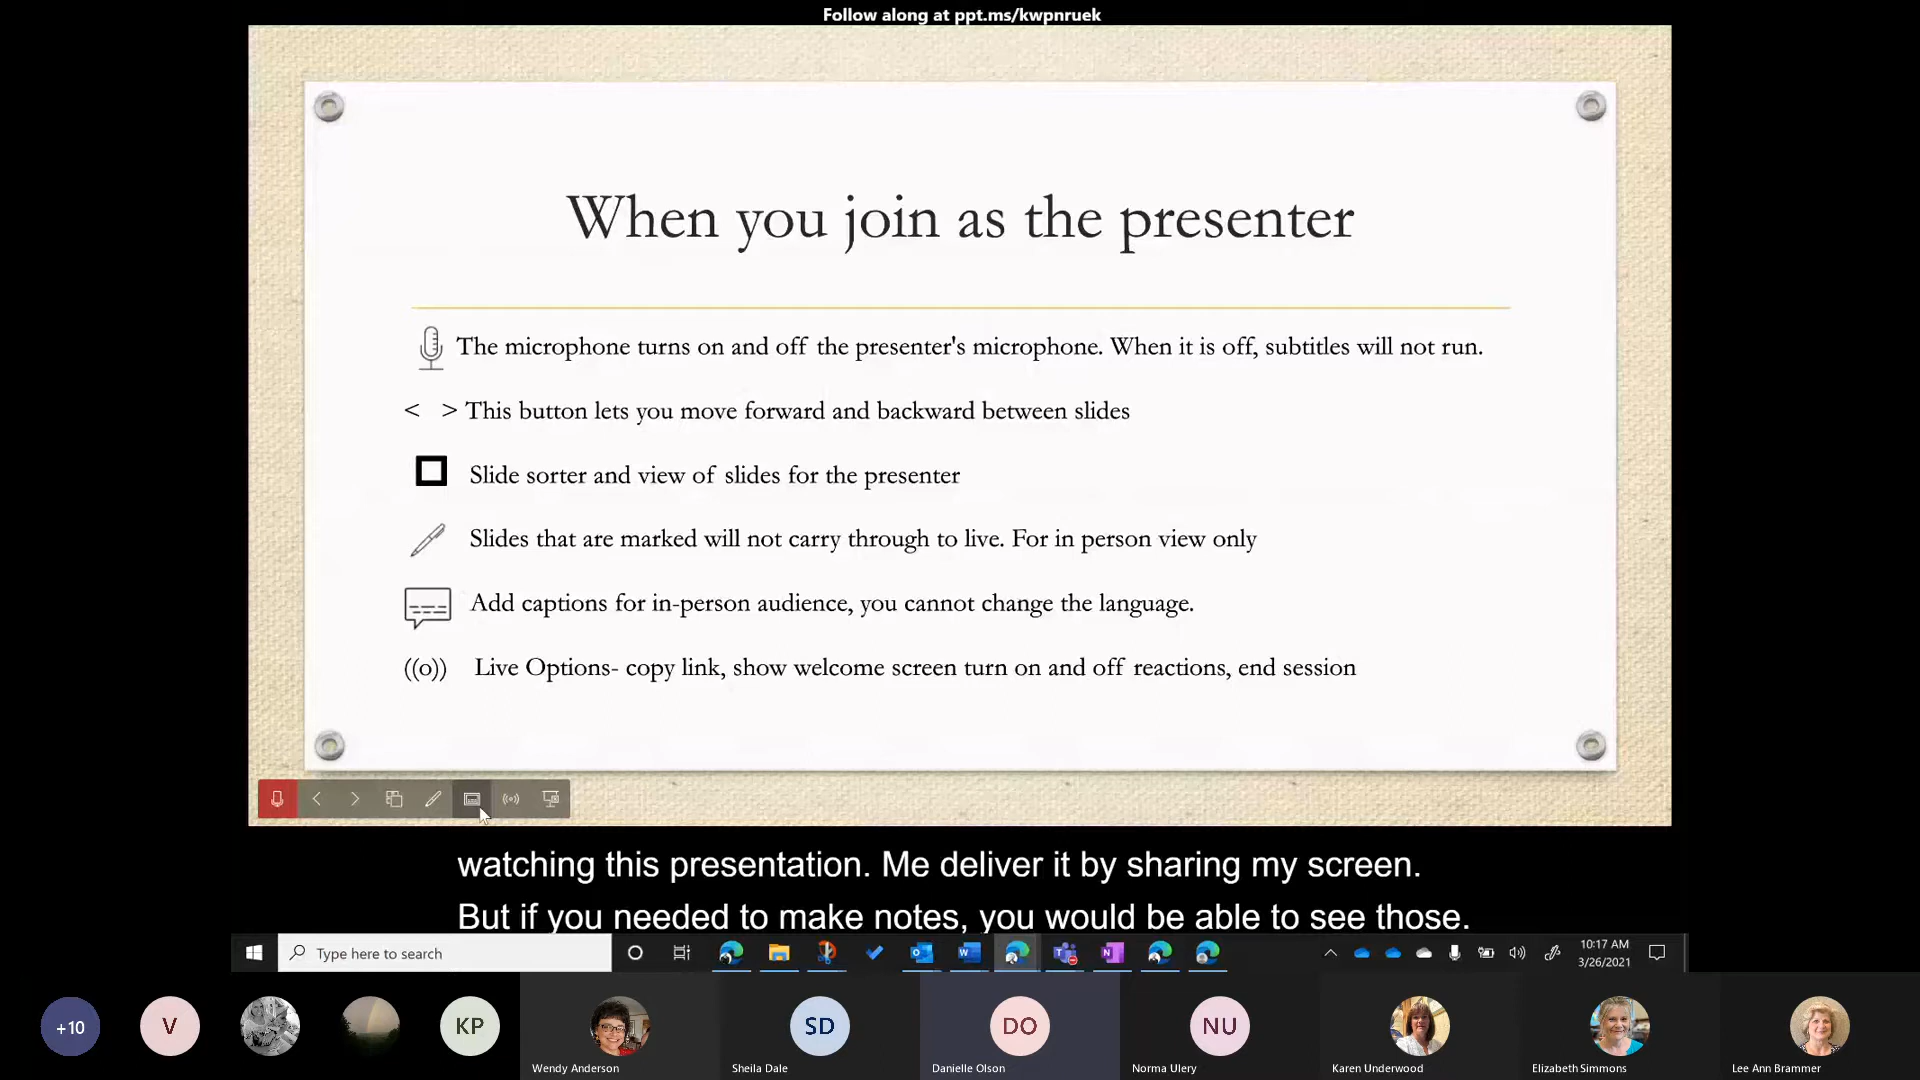 Follow along at ppt.ms/kwpnruek
When you join as the presenter
The microphone turns on and off the presenter's microphone. When it is off, subtitles will not run.
< > This button lets you move forward and backward between slides
Slide sorter and view of slides for the presenter
Slides that are marked will not carry through to live. For in person view only
Add captions for in-person audience, you cannot change the language.
((o)) Live Options- copy link, show welcome screen turn on and off reactions, end session
watching this presentation. Me deliver it by sharing my screen.
But if you needed to make notes, you would be able to see those.
Type here to search
10:17 AM
3/26/2021
+10
V
KP
SD
DO
NU
Wendy Anderson
Sheila Dale
Danielle Olson
Norma Ulery
Karen Underwood
Elizabeth Simmons
Lee Ann Brammer